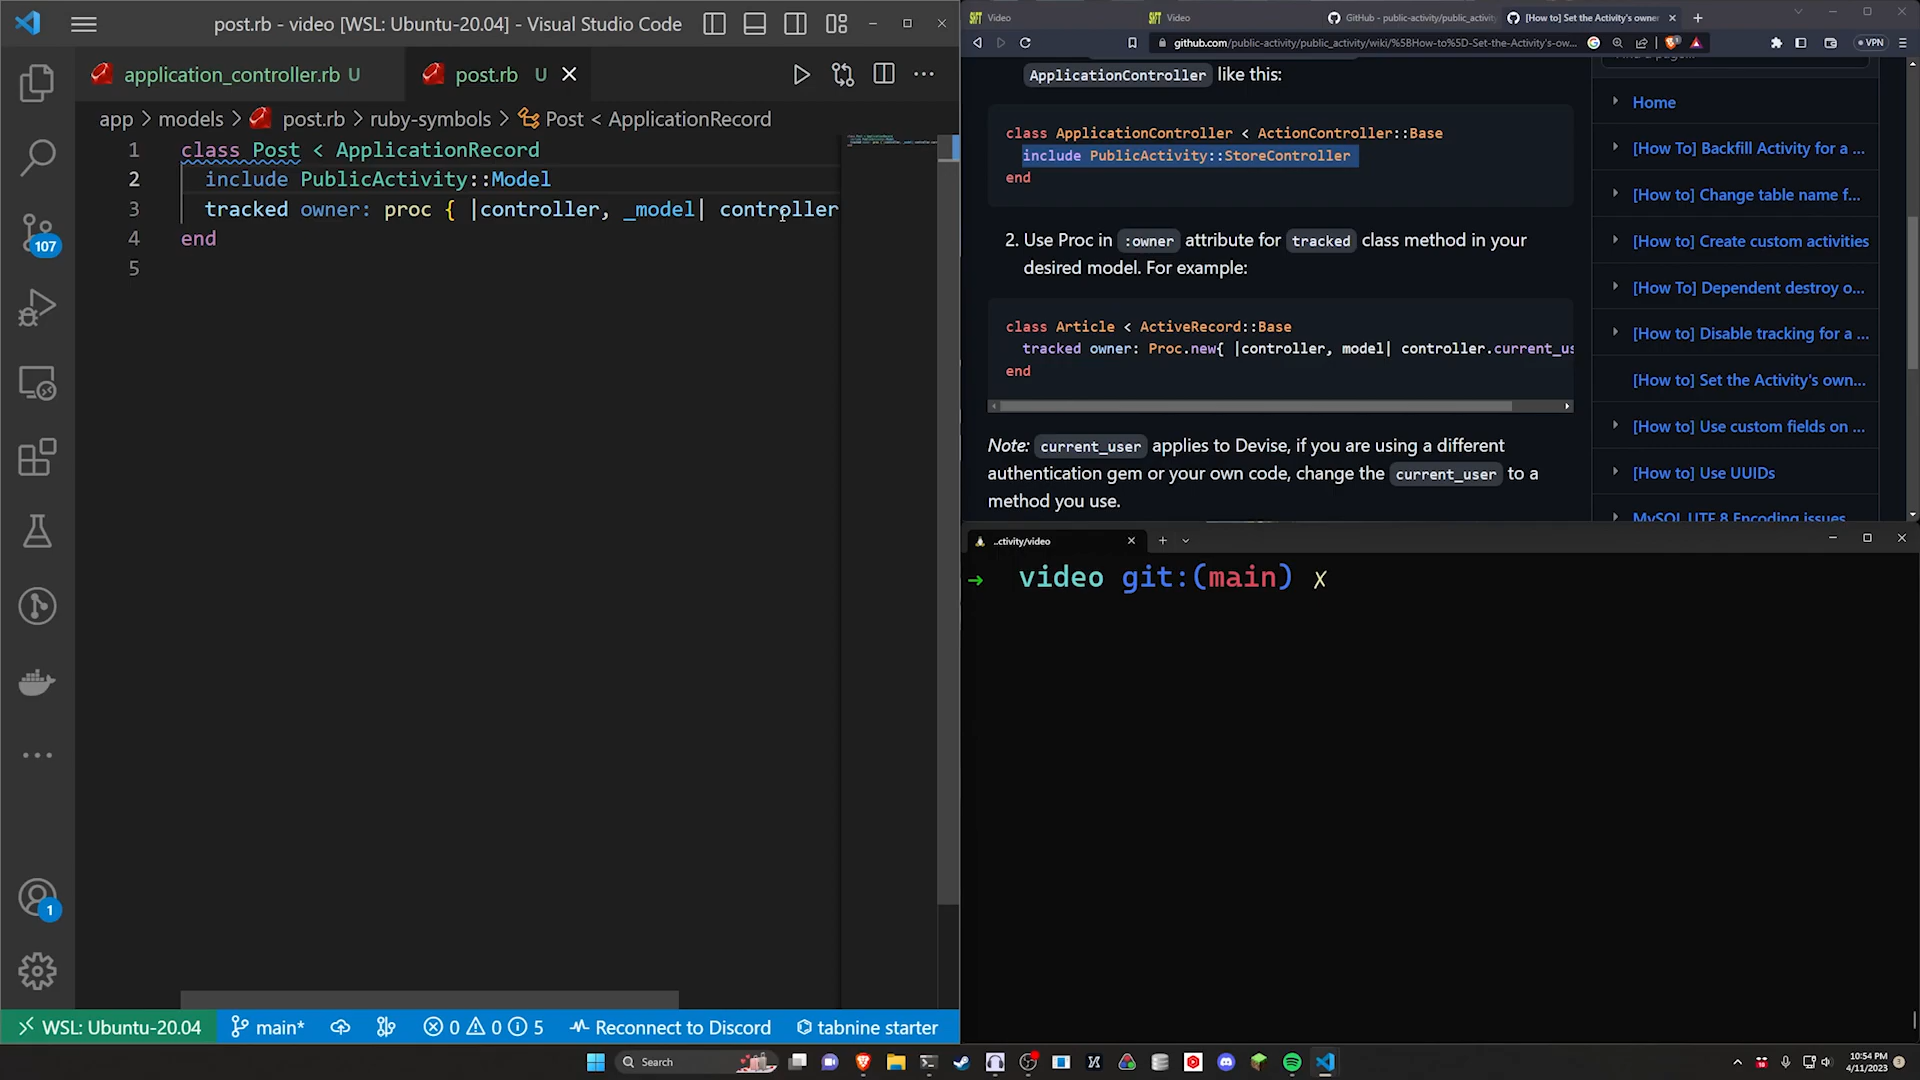 post.rb - video [WSL: Ubuntu-20.04] - Visual Studio Code
application_controller.rb U
post.rb U
app > models > post.rb > ruby-symbols > Post < ApplicationRecord
1 class Post < ApplicationRecord
2 include PublicActivity::Model
3 tracked owner: proc { |controller, _model| controller
4 end
5
107
1
WSL: Ubuntu-20.04 main* 0 0 5 Reconnect to Discord tabnine starter
Video
Video
GitHub - public-activity/public_activity
[How to] Set the Activity's owner
github.com/public-activity/public_activity/wiki/%5BHow-to%5D-Set-the-Activity's-ow...
VPN
ApplicationController like this:
class ApplicationController < ActionController::Base
include PublicActivity::StoreController
end
2. Use Proc in :owner attribute for tracked class method in your
desired model. For example:
class Article < ActiveRecord::Base
tracked owner: Proc.new{ |controller, model| controller.current_us
end
Note: current_user applies to Devise, if you are using a different
authentication gem or your own code, change the current_user to a
method you use.
Home
[How To] Backfill Activity for a ...
[How to] Change table name f...
[How to] Create custom activities
[How To] Dependent destroy o...
[How to] Disable tracking for a ...
[How to] Set the Activity's own...
[How to] Use custom fields on ...
[How to] Use UUIDs
MySQL UTF 8 Encoding issues
..ctivity/video
→ video git:(main) ✗
Search
10:54 PM
4/11/2023